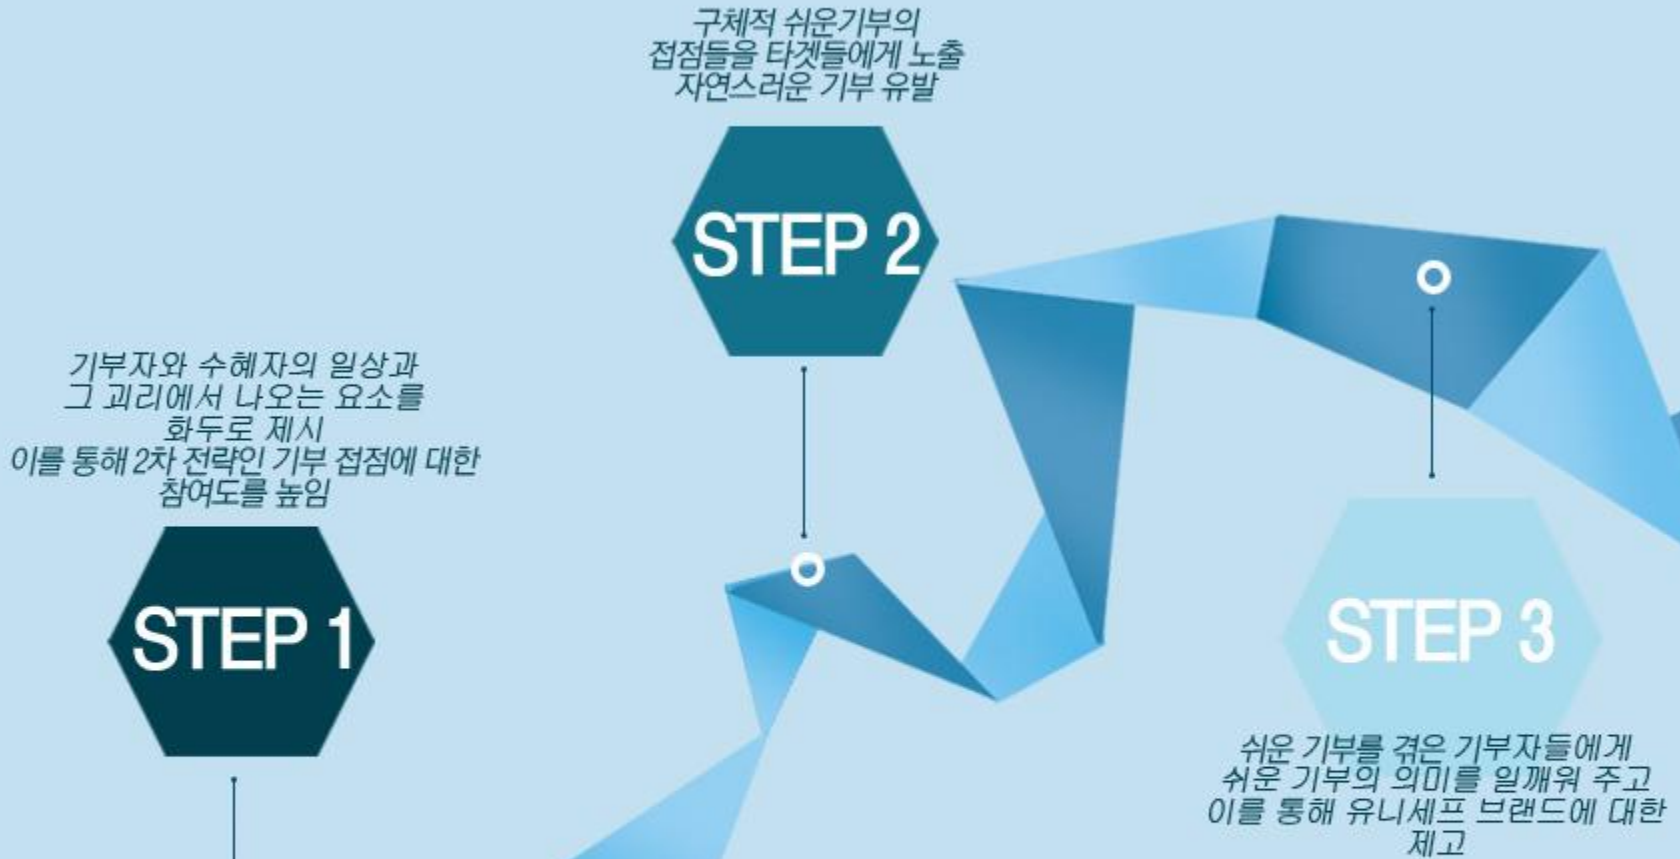 기부자와 수혜자의 일상과
그 괴리에서 나오는 요소를
화두로 제시
이를 통해 2차 전략인 기부 접점에 대한
참여도를 높임
STEP 1
구체적 쉬운기부의
접점들을 타겟들에게 노출
자연스러운 기부 유발
STEP 2
STEP 3
쉬운 기부를 겪은 기부자들에게
쉬운 기부의 의미를 일깨워 주고
이를 통해 유니세프 브랜드에 대한
제고